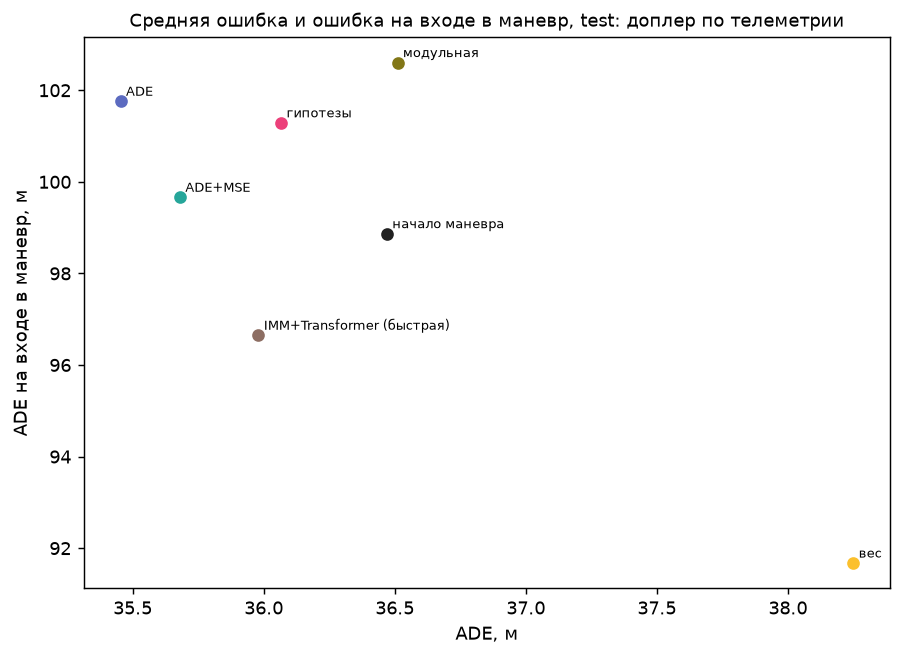 Средняя ошибка и ошибка на входе в маневр, test: доплер по телеметрии
модульная
ADE
гипотезы
ADE+MSE
начало маневра
IMM+Transformer (быстрая)
вес
ADE на входе в маневр, м
102
100
98
96
94
92
35.5
36.0
36.5
37.0
37.5
38.0
ADE, м